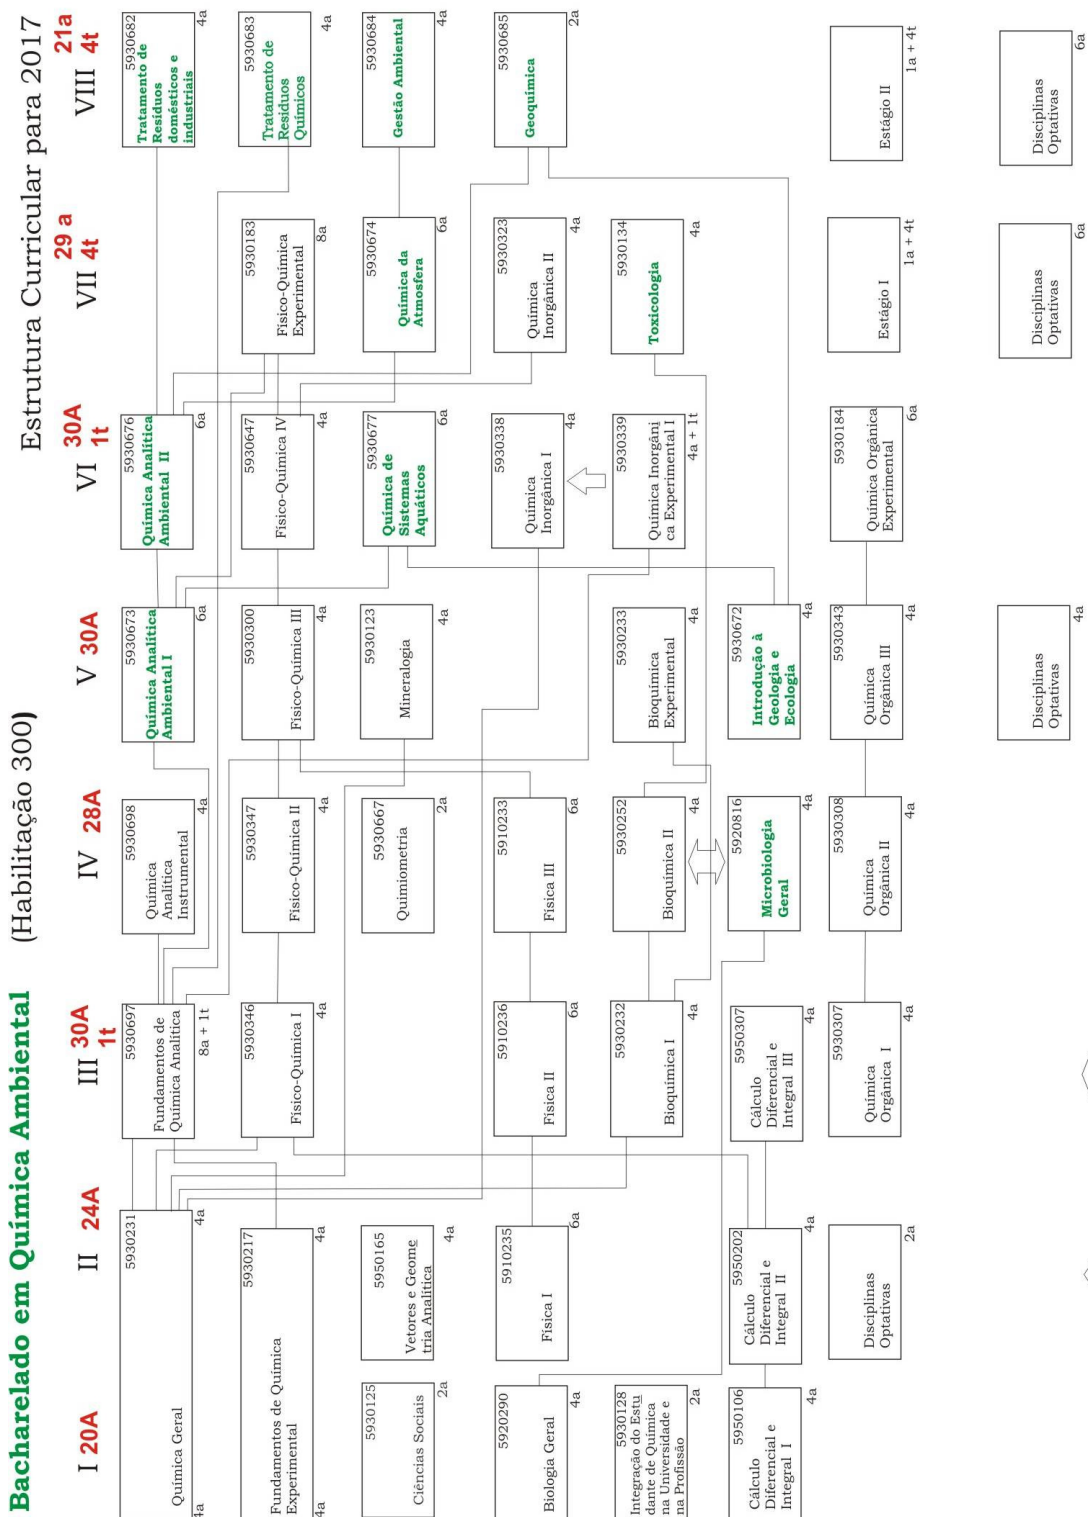 Bacharelado em Química Ambiental
(Habilitação 300)
Estrutura Curricular para 2017
I 20A
II 24A
III 30A
1t
IV 28A
V 30A
VI 30A
1t
VII 29 a
4t
VIII 21a
4t
Química Geral
4a
5930231
4a
Fundamentos de Química
Experimental
4a
5930217
4a
5930125
Ciências Sociais
2a
5920290
Biologia Geral
4a
5930128
Integração do Estu
dante de Química
na Universidade e
na Profissão
2a
5950106
Cálculo
Diferencial e
Integral I
4a
5950165
Vetores e Geome
tria Analítica
4a
5910235
Física I
6a
5950202
Cálculo
Diferencial e
Integral II
4a
Disciplinas
Optativas
2a
5930697
Fundamentos de
Química Analítica
8a + 1t
5930346
Físico-Química I
4a
5910236
Física II
6a
5930232
Bioquímica I
4a
5950307
Cálculo
Diferencial e
Integral III
4a
5930307
Química
Orgânica I
4a
5930698
Química
Analítica
Instrumental
4a
5930347
Físico-Química II
4a
5930667
Quimiometria
2a
5910233
Física III
6a
5930252
Bioquímica II
4a
5920816
Microbiologia
Geral
4a
5930308
Química
Orgânica II
4a
5930673
Química Analítica
Ambiental I
6a
5930300
Físico-Química III
4a
5930123
Mineralogia
4a
5930233
Bioquímica
Experimental
4a
5930672
Introdução à
Geologia e
Ecologia
4a
5930343
Química
Orgânica III
4a
Disciplinas
Optativas
4a
5930676
Química Analítica
Ambiental II
6a
5930647
Físico-Química IV
4a
5930677
Química de
Sistemas
Aquáticos
6a
5930338
Química
Inorgânica I
4a
5930339
Química Inorgâni
ca Experimental I
4a + 1t
5930184
Química Orgânica
Experimental
6a
5930183
Físico-Química
Experimental
8a
5930674
Química da
Atmosfera
6a
5930323
Química
Inorgânica II
4a
5930134
Toxicologia
4a
Estágio I
1a + 4t
Disciplinas
Optativas
6a
5930682
Tratamento de
Resíduos
domésticos e
industriais
4a
5930683
Tratamento de
Resíduos
Químicos
4a
5930684
Gestão Ambiental
4a
5930685
Geoquímica
2a
Estágio II
1a + 4t
Disciplinas
Optativas
6a